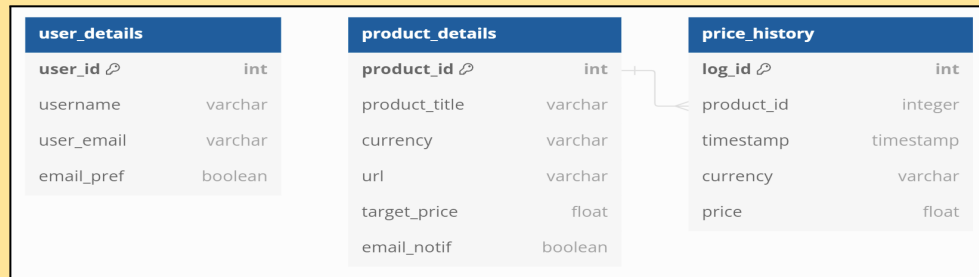 user_details
user_id int
username varchar
user_email varchar
email_pref boolean
product_details
product_id int
product_title varchar
currency varchar
url varchar
target_price float
email_notif boolean
price_history
log_id int
product_id integer
timestamp timestamp
currency varchar
price float